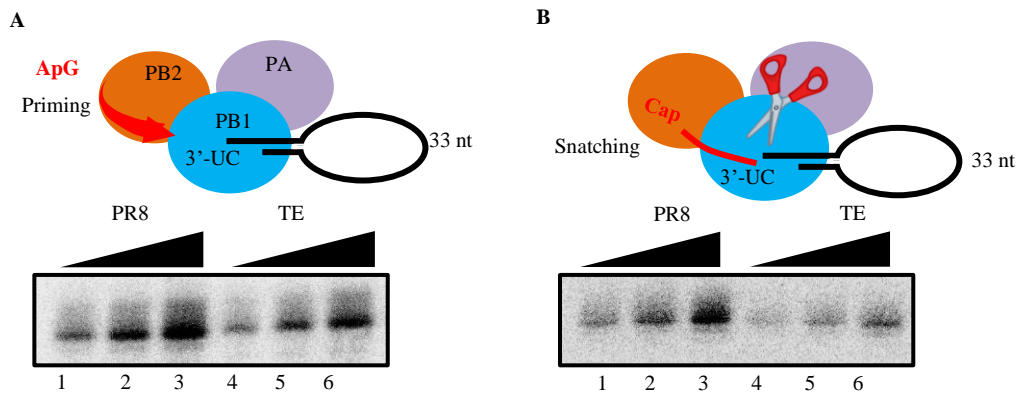 A
ApG
Priming
PB2
PA
PB1
3’-UC
33 nt
PR8
TE
1 2 3 4 5 6
B
Cap
Snatching
3’-UC
33 nt
PR8
TE
1 2 3 4 5 6